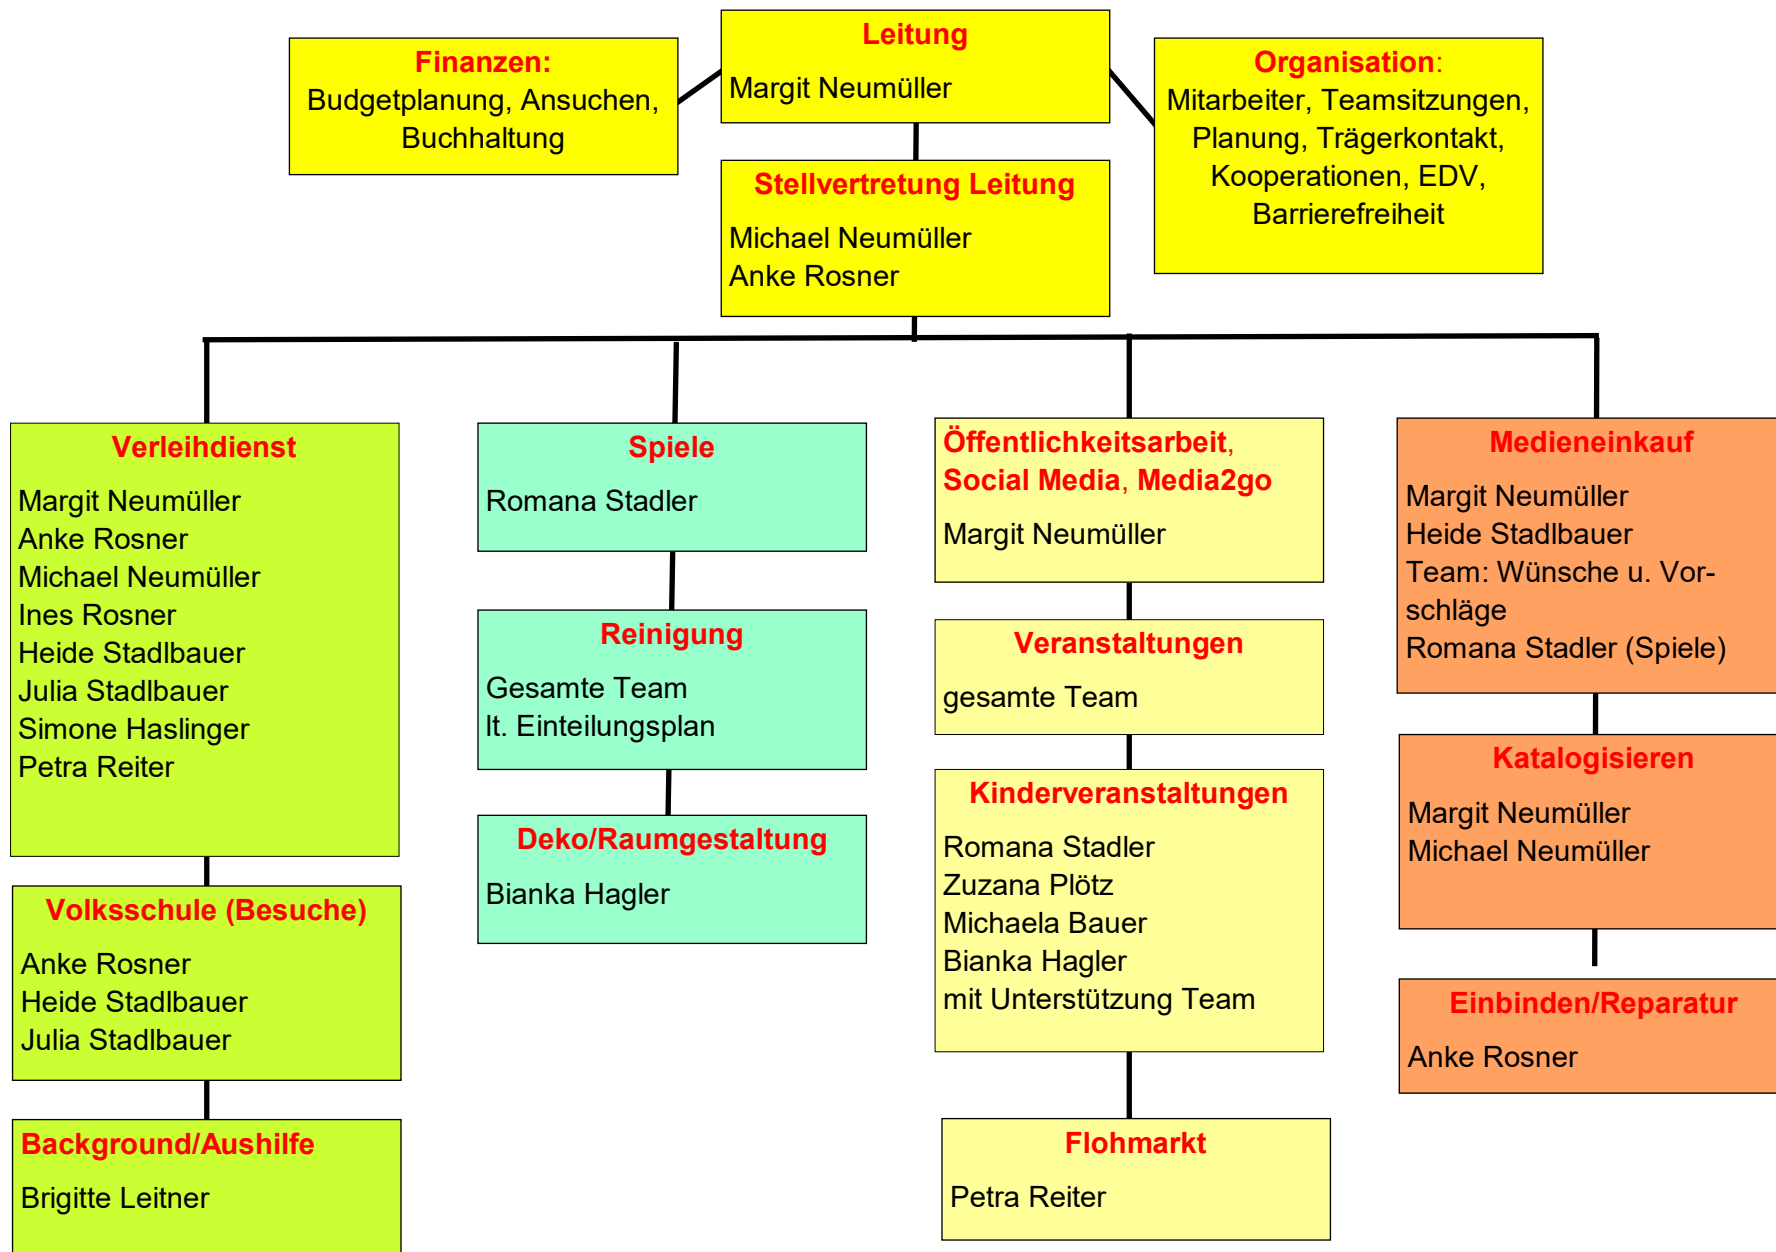 Leitung
Margit Neumüller
Finanzen:
Budgetplanung, Ansuchen,
Buchhaltung
Organisation:
Mitarbeiter, Teamsitzungen,
Planung, Trägerkontakt,
Kooperationen, EDV,
Barrierefreiheit
Stellvertretung Leitung
Michael Neumüller
Anke Rosner
Verleihdienst
Margit Neumüller
Anke Rosner
Michael Neumüller
Ines Rosner
Heide Stadlbauer
Julia Stadlbauer
Simone Haslinger
Petra Reiter
Volksschule (Besuche)
Anke Rosner
Heide Stadlbauer
Julia Stadlbauer
Background/Aushilfe
Brigitte Leitner
Spiele
Romana Stadler
Reinigung
Gesamte Team
lt. Einteilungsplan
Deko/Raumgestaltung
Bianka Hagler
Öffentlichkeitsarbeit,
Social Media, Media2go
Margit Neumüller
Veranstaltungen
gesamte Team
Kinderveranstaltungen
Romana Stadler
Zuzana Plötz
Michaela Bauer
Bianka Hagler
mit Unterstützung Team
Flohmarkt
Petra Reiter
Medieneinkauf
Margit Neumüller
Heide Stadlbauer
Team: Wünsche u. Vor-
schläge
Romana Stadler (Spiele)
Katalogisieren
Margit Neumüller
Michael Neumüller
Einbinden/Reparatur
Anke Rosner